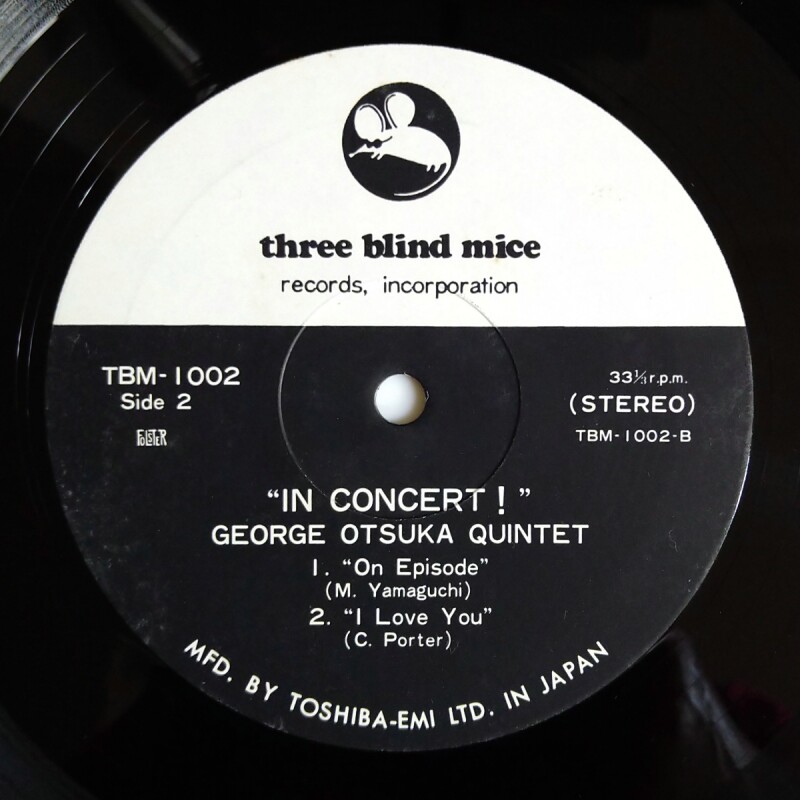 three blind mice
records, incorporation
TBM-1002
Side 2
33⅓ r.p.m.
(STEREO)
TBM-1002-B
"IN CONCERT!"
GEORGE OTSUKA QUINTET
1. "On Episode"
(M. Yamaguchi)
2. "I Love You"
(C. Porter)
MFD. BY TOSHIBA-EMI LTD. IN JAPAN